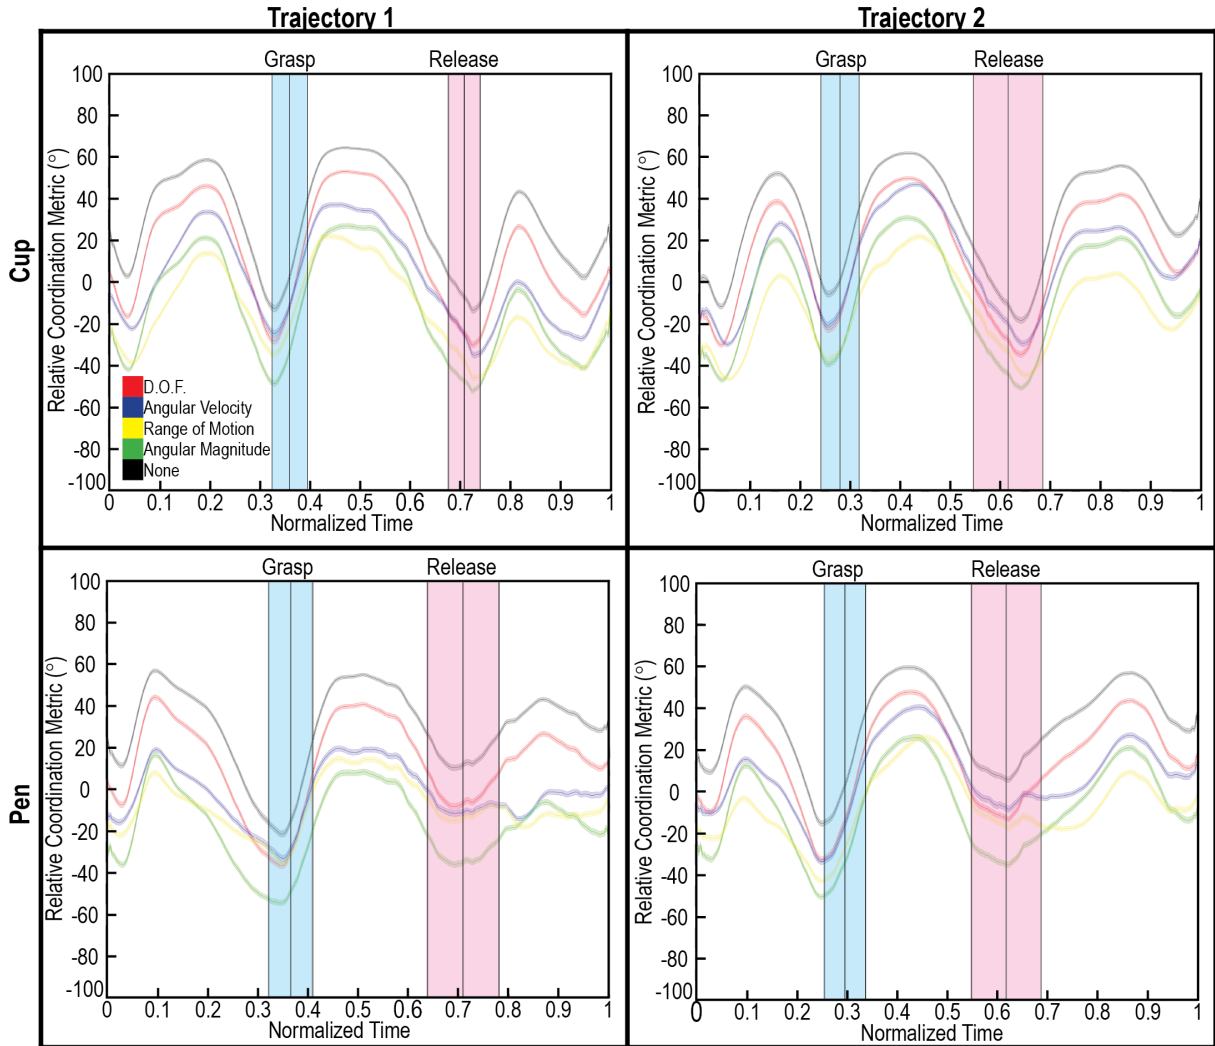 Trajectory 1
Trajectory 2
Cup
Grasp
Release
Relative Coordination Metric (°)
100
80
60
40
20
0
-20
-40
-60
-80
-100
D.O.F.
Angular Velocity
Range of Motion
Angular Magnitude
None
0 0.1 0.2 0.3 0.4 0.5 0.6 0.7 0.8 0.9 1
Normalized Time
Grasp
Release
Relative Coordination Metric (°)
100
80
60
40
20
0
-20
-40
-60
-80
-100
0 0.1 0.2 0.3 0.4 0.5 0.6 0.7 0.8 0.9 1
Normalized Time
Pen
Grasp
Release
Relative Coordination Metric (°)
100
80
60
40
20
0
-20
-40
-60
-80
-100
0 0.1 0.2 0.3 0.4 0.5 0.6 0.7 0.8 0.9 1
Normalized Time
Grasp
Release
Relative Coordination Metric (°)
100
80
60
40
20
0
-20
-40
-60
-80
-100
0 0.1 0.2 0.3 0.4 0.5 0.6 0.7 0.8 0.9 1
Normalized Time